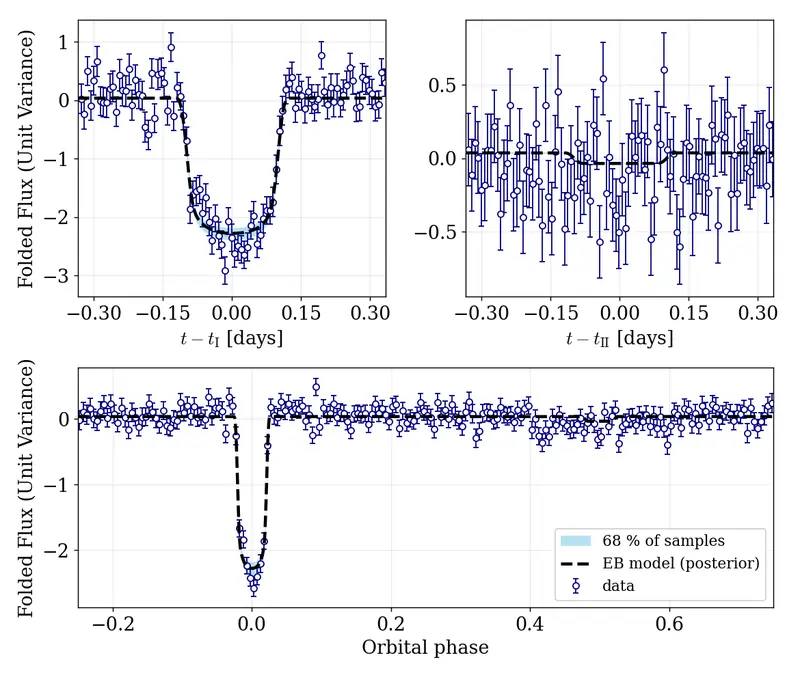 Folded Flux (Unit Variance)
1
0
−1
−2
−3
−0.30 −0.15 0.00 0.15 0.30
t − t_I [days]
0.5
0.0
−0.5
−0.30 −0.15 0.00 0.15 0.30
t − t_II [days]
Folded Flux (Unit Variance)
0
−1
−2
−0.2 0.0 0.2 0.4 0.6
Orbital phase
68 % of samples
EB model (posterior)
data